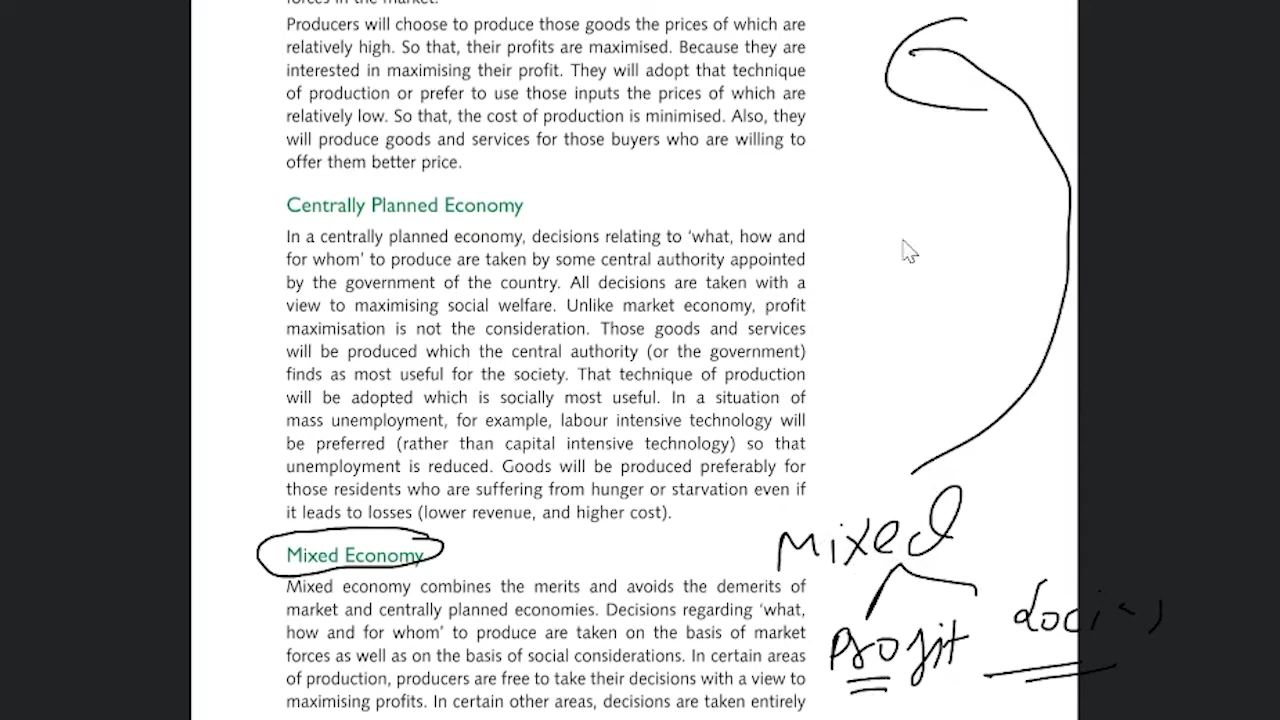 forces in the market.
Producers will choose to produce those goods the prices of which are
relatively high. So that, their profits are maximised. Because they are
interested in maximising their profit. They will adopt that technique
of production or prefer to use those inputs the prices of which are
relatively low. So that, the cost of production is minimised. Also, they
will produce goods and services for those buyers who are willing to
offer them better price.
Centrally Planned Economy
In a centrally planned economy, decisions relating to ‘what, how and
for whom’ to produce are taken by some central authority appointed
by the government of the country. All decisions are taken with a
view to maximising social welfare. Unlike market economy, profit
maximisation is not the consideration. Those goods and services
will be produced which the central authority (or the government)
finds as most useful for the society. That technique of production
will be adopted which is socially most useful. In a situation of
mass unemployment, for example, labour intensive technology will
be preferred (rather than capital intensive technology) so that
unemployment is reduced. Goods will be produced preferably for
those residents who are suffering from hunger or starvation even if
it leads to losses (lower revenue, and higher cost).
Mixed Economy
Mixed economy combines the merits and avoids the demerits of
market and centrally planned economies. Decisions regarding ‘what,
how and for whom’ to produce are taken on the basis of market
forces as well as on the basis of social considerations. In certain areas
of production, producers are free to take their decisions with a view to
maximising profits. In certain other areas, decisions are taken entirely
Mixed
Profit